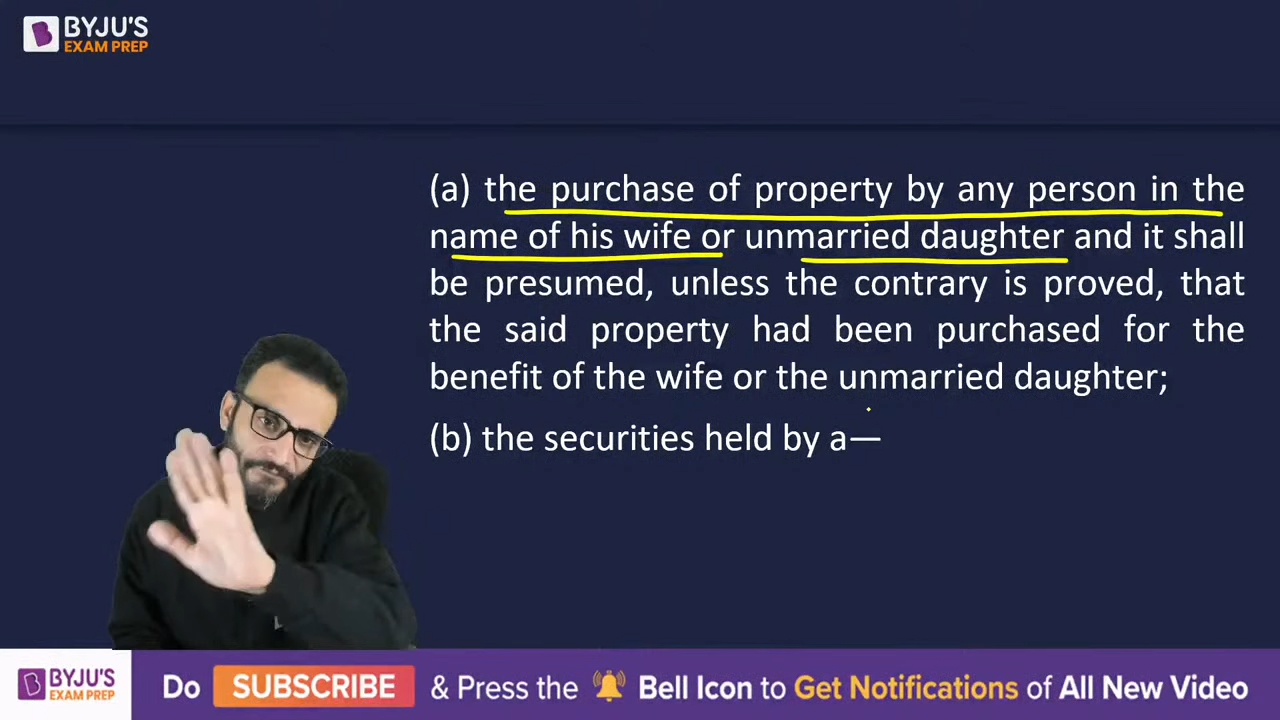 BYJU'S
EXAM PREP
(a) the purchase of property by any person in the
name of his wife or unmarried daughter and it shall
be presumed, unless the contrary is proved, that
the said property had been purchased for the
benefit of the wife or the unmarried daughter;
(b) the securities held by a—
BYJU'S
EXAM PREP
Do SUBSCRIBE & Press the Bell Icon to Get Notifications of All New Video